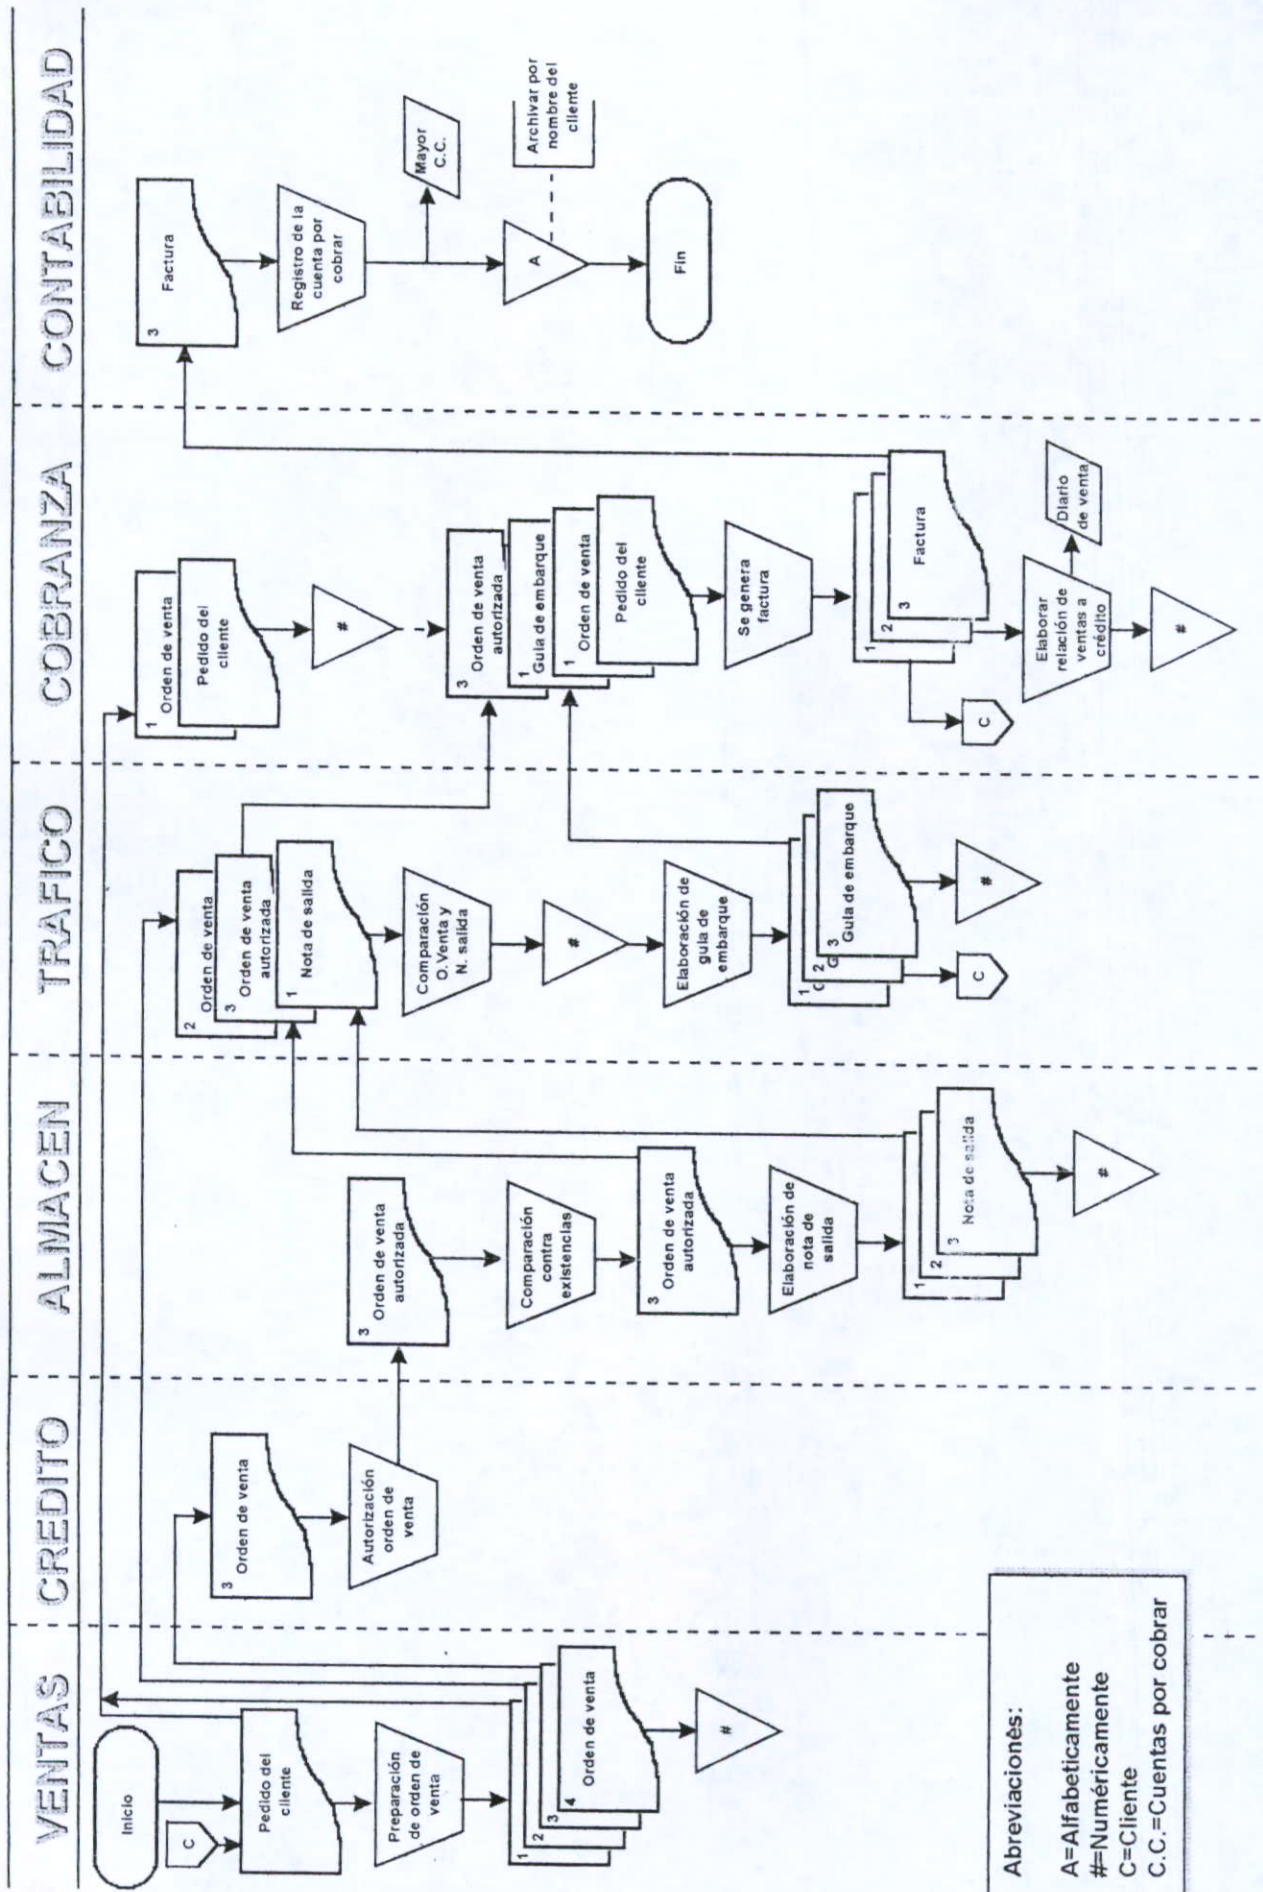 VENTAS
CREDITO
ALMACEN
TRAFICO
COBRANZA
CONTABILIDAD
Inicio
C
Pedido del
cliente
Preparación
de orden de
venta
1
2
3
4
Orden de venta
#
3
Orden de venta
Autorización
orden de
venta
3
Orden de venta
autorizada
Comparación
contra
existencias
3
Orden de venta
autorizada
Elaboración de
nota de
salida
1
2
3
Nota de salida
#
2
Orden de venta
3
Orden de venta
autorizada
1
Nota de salida
Comparación
O. Venta y
N. salida
#
Elaboración de
guía de
embarque
1
G
2
G
3
Guía de embarque
C
#
1
Orden de venta
Pedido del
cliente
#
3
Orden de venta
autorizada
1
Guía de embarque
1
Orden de venta
Pedido del
cliente
Se genera
factura
1
2
3
Factura
C
Elaborar
relación de
ventas a
crédito
Diario
de venta
#
3
Factura
Registro de la
cuenta por
cobrar
Mayor
C.C.
A
Archivar por
nombre del
cliente
Fin
Abreviaciones:
A=Alfabeticamente
#=Numéricamente
C=Cliente
C.C.=Cuentas por cobrar